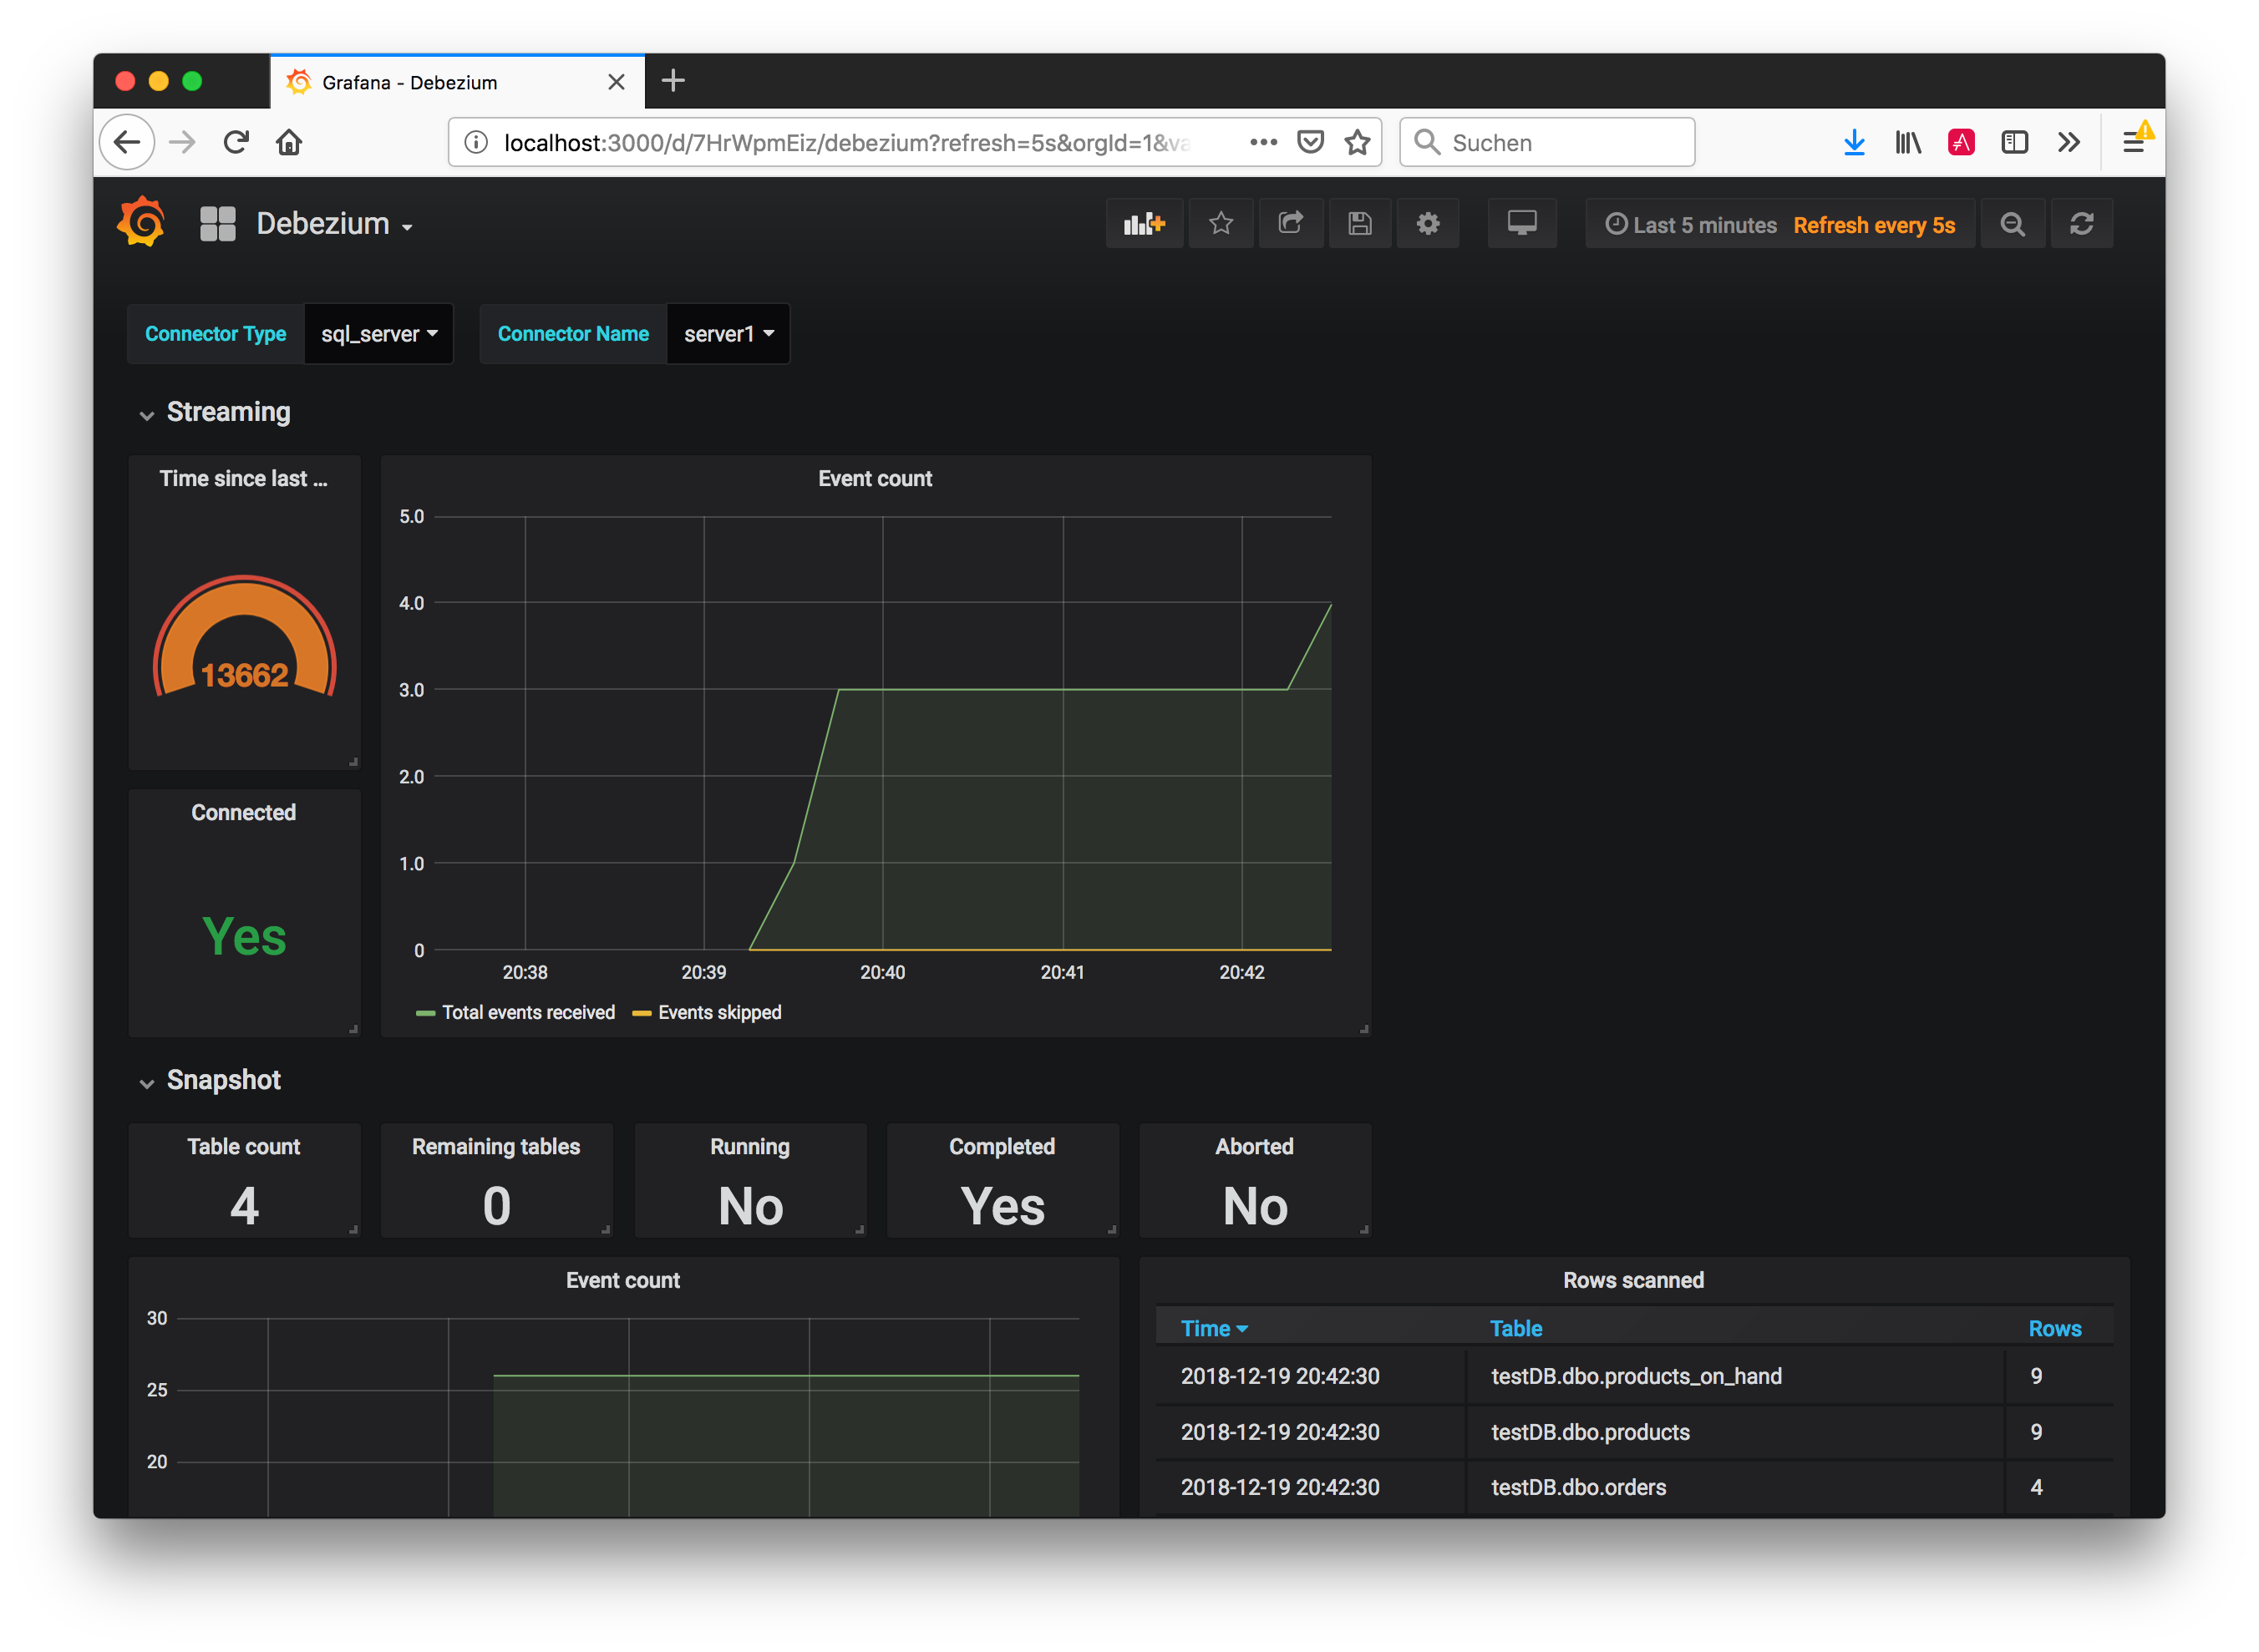 Grafana - Debezium
localhost:3000/d/7HrWpmEiz/debezium?refresh=5s&orgId=1&va
Suchen
Debezium
Last 5 minutes Refresh every 5s
Connector Type sql_server Connector Name server1
Streaming
Time since last ...
13662
Connected
Yes
Event count
5.0
4.0
3.0
2.0
1.0
0
20:38 20:39 20:40 20:41 20:42
Total events received Events skipped
Snapshot
Table count
4
Remaining tables
0
Running
No
Completed
Yes
Aborted
No
Event count
30
25
20
Rows scanned
Time Table Rows
2018-12-19 20:42:30 testDB.dbo.products_on_hand 9
2018-12-19 20:42:30 testDB.dbo.products 9
2018-12-19 20:42:30 testDB.dbo.orders 4